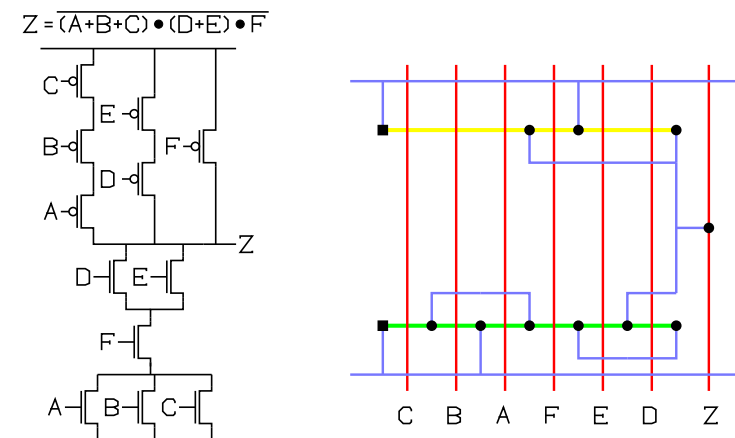 Z = (A+B+C) • (D+E) • F
C
E
B
F
D
A
Z
D E
F
A B C
C B A F E D Z